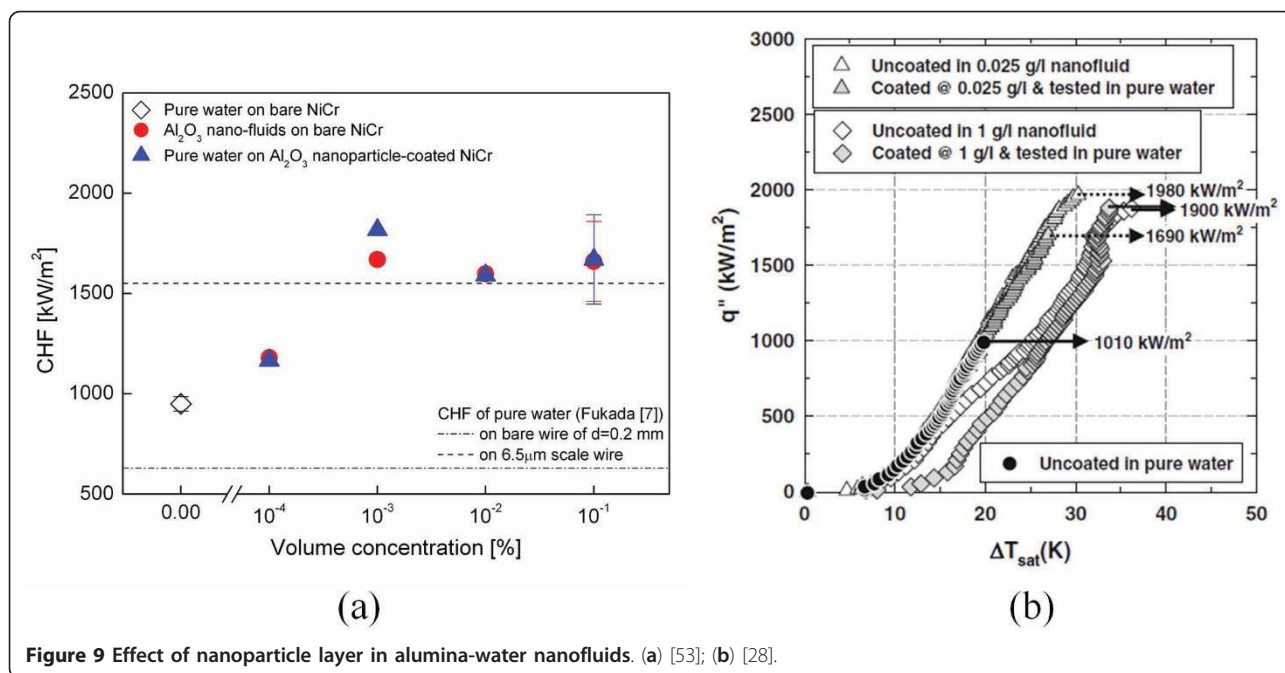 2500
2000
1500
1000
500
CHF [kW/m²]
Pure water on bare NiCr
Al₂O₃ nano-fluids on bare NiCr
Pure water on Al₂O₃ nanoparticle-coated NiCr
CHF of pure water (Fukada [7])
on bare wire of d=0.2 mm
on 6.5μm scale wire
0.00
10⁻⁴
10⁻³
10⁻²
10⁻¹
Volume concentration [%]
(a)
3000
2500
2000
1500
1000
500
0
q" (kW/m²)
Uncoated in 0.025 g/l nanofluid
Coated @ 0.025 g/l & tested in pure water
Uncoated in 1 g/l nanofluid
Coated @ 1 g/l & tested in pure water
1980 kW/m²
1900 kW/m²
1690 kW/m²
1010 kW/m²
Uncoated in pure water
0
10
20
30
40
50
ΔTsat(K)
(b)
Figure 9 Effect of nanoparticle layer in alumina-water nanofluids. (a) [53]; (b) [28].